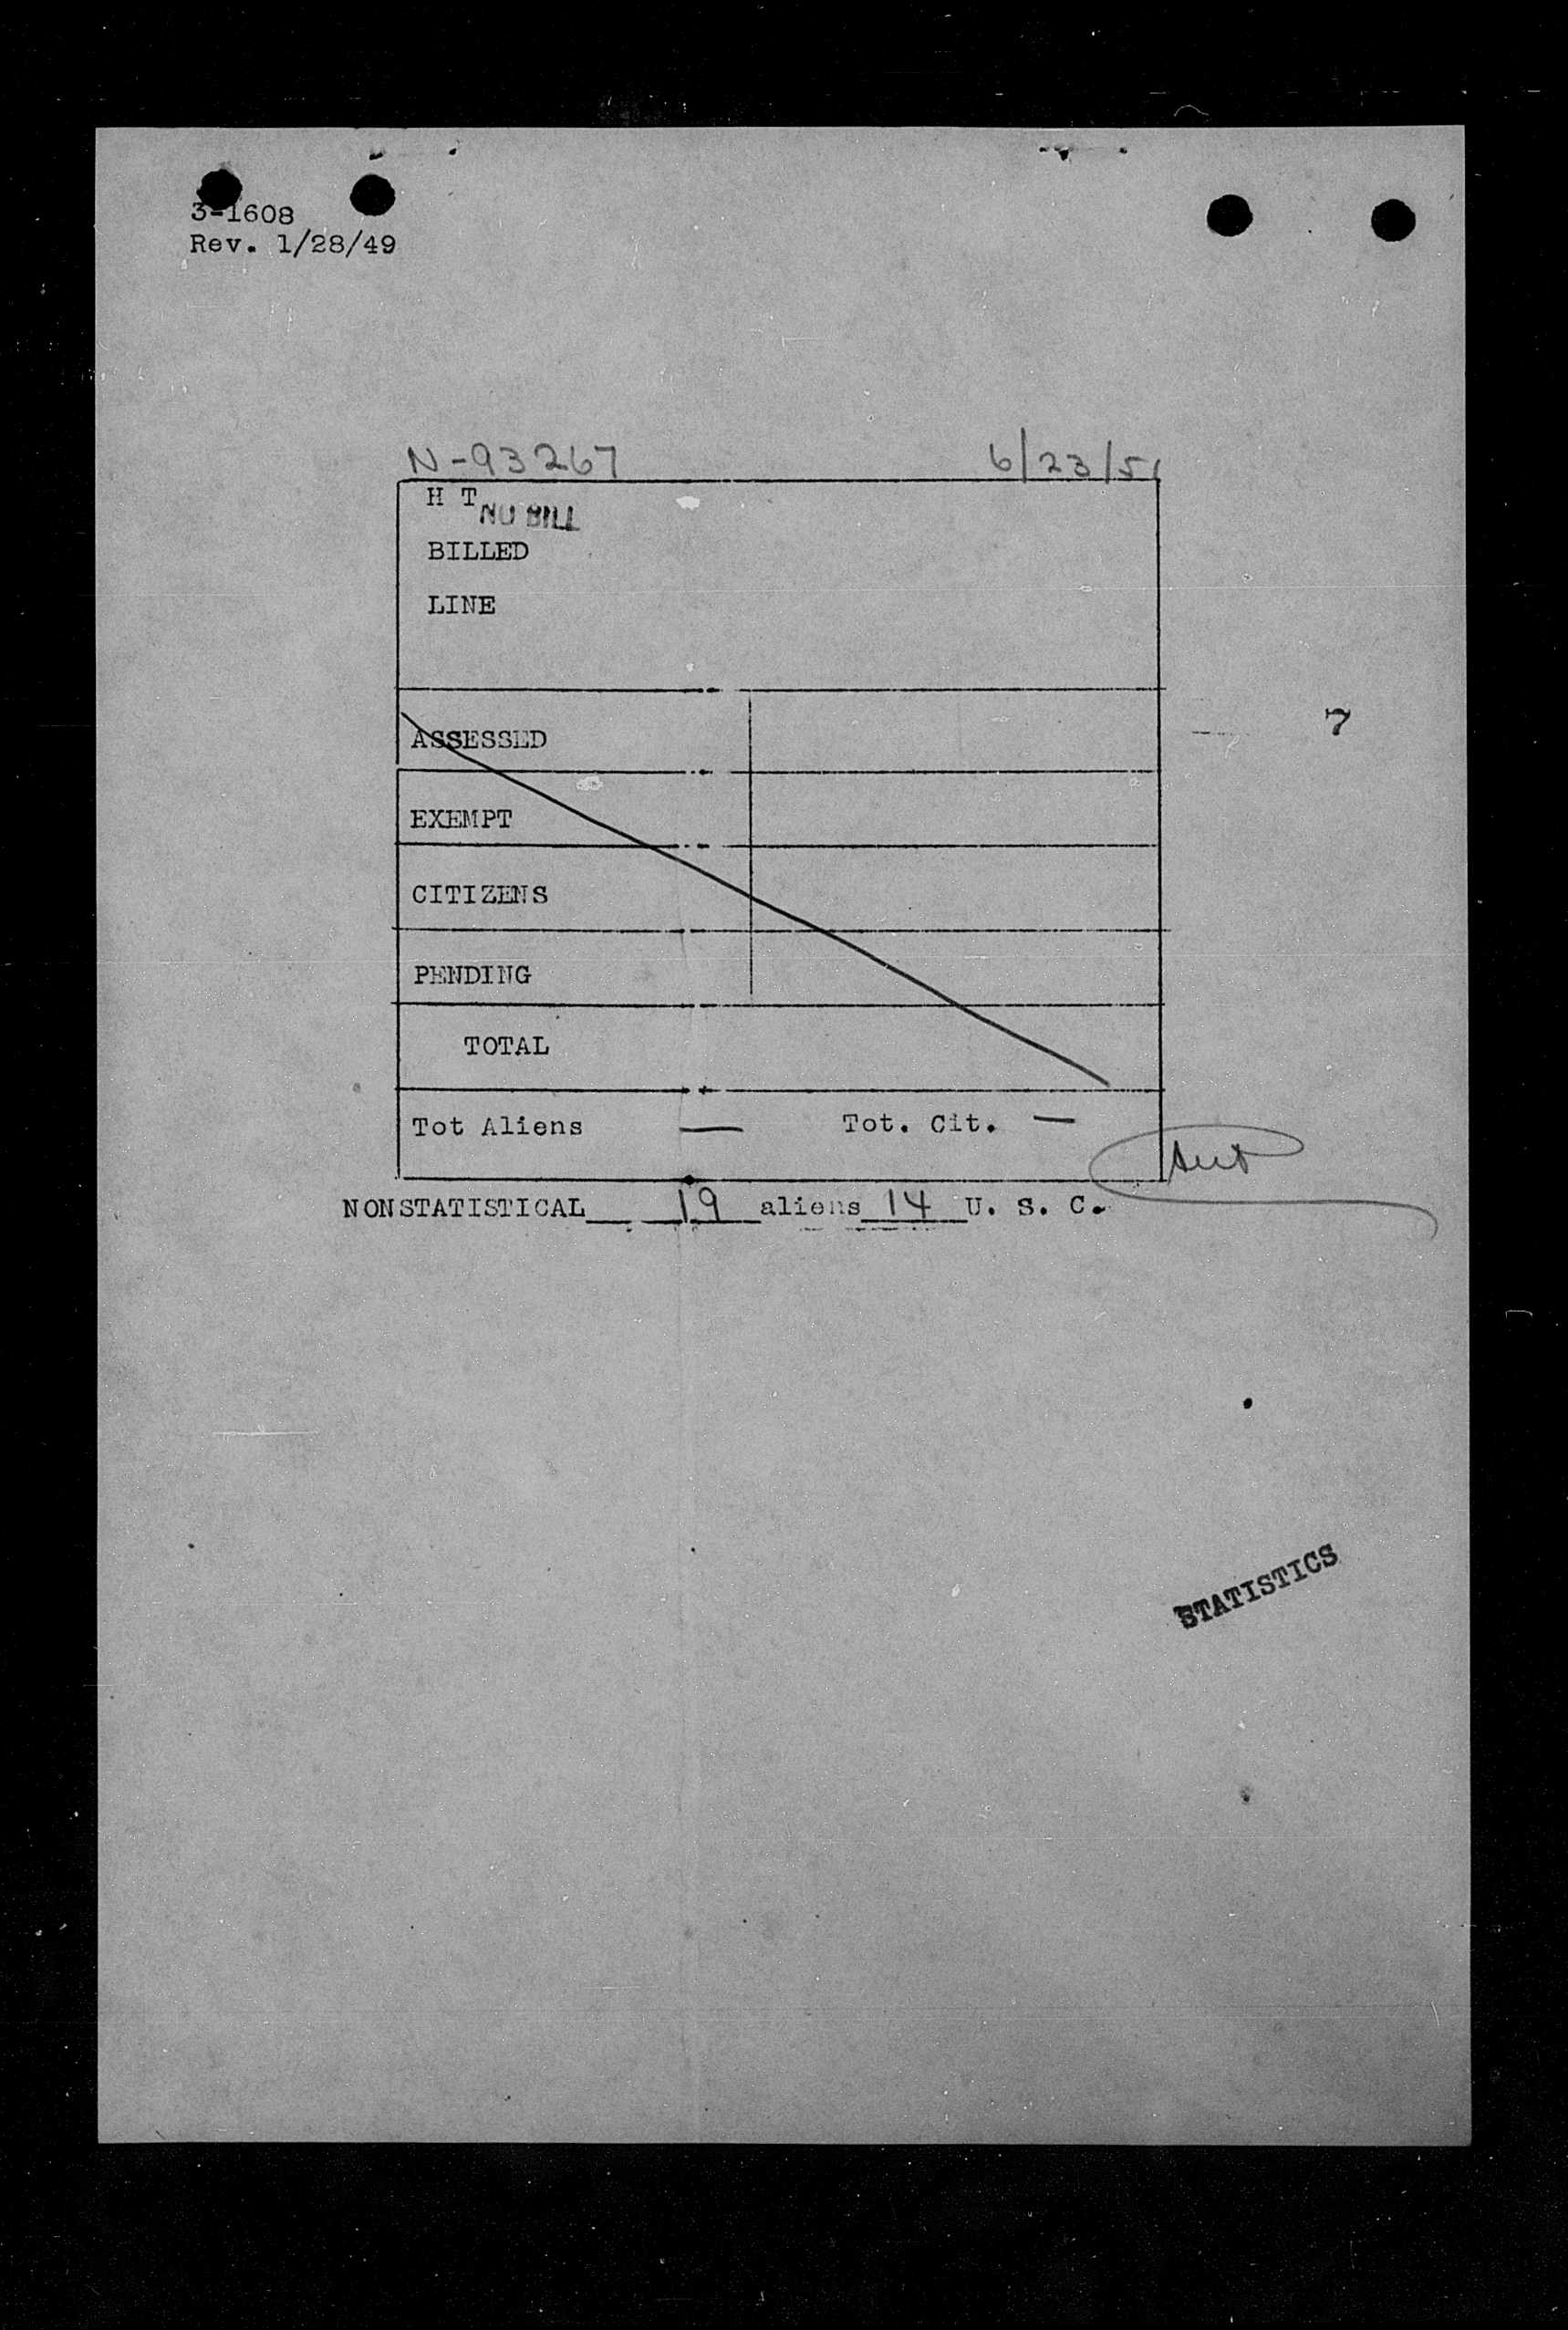 3-1608
Rev. 1/28/49
N-93267 6/23/51
H T
NO BILL
BILLED
LINE
ASSESSED
7
EXEMPT
CITIZENS
PENDING
TOTAL
Tot Aliens — Tot. Cit. —
NONSTATISTICAL 19 aliens 14 U. S. C.
STATISTICS